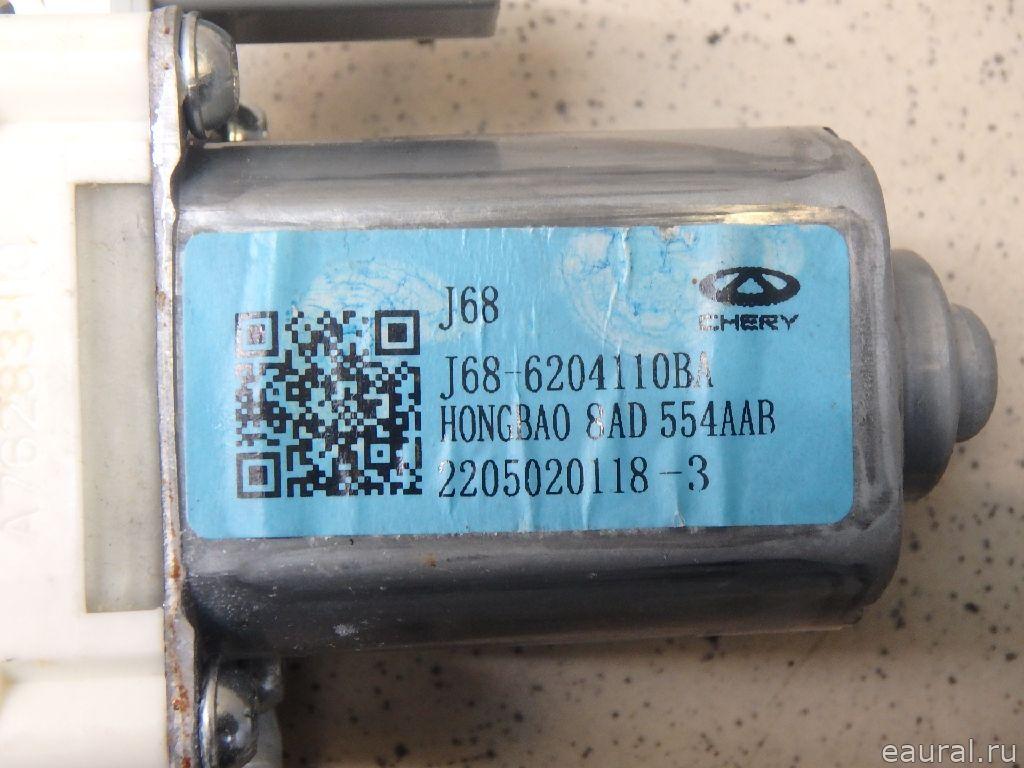 J68
CHERY
J68-6204110BA
HONGBAO 8AD 554AAB
2205020118-3
eaural.ru